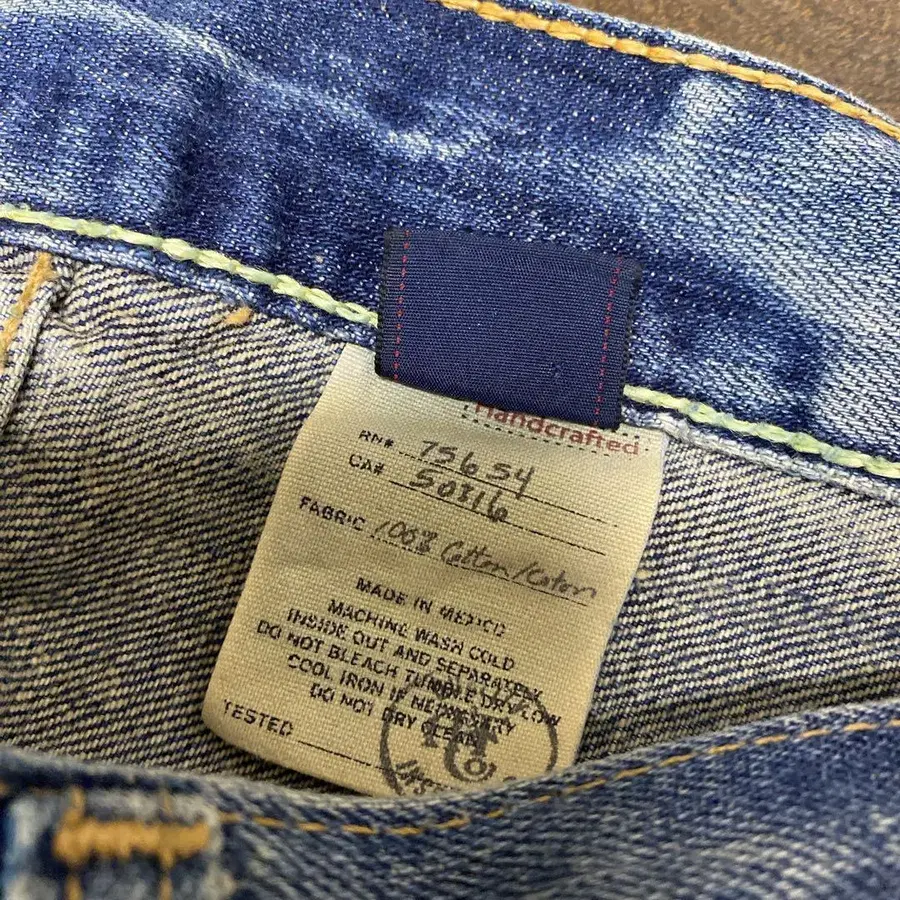 Handcrafted
RN# 75654
CA# 50316
FABRIC 100% Cotton/Coton
MADE IN MEXICO
MACHINE WASH COLD
INSIDE OUT AND SEPARATELY
DO NOT BLEACH TUMBLE DRY LOW
COOL IRON IF NECESSARY
DO NOT DRY CLEAN
TESTED